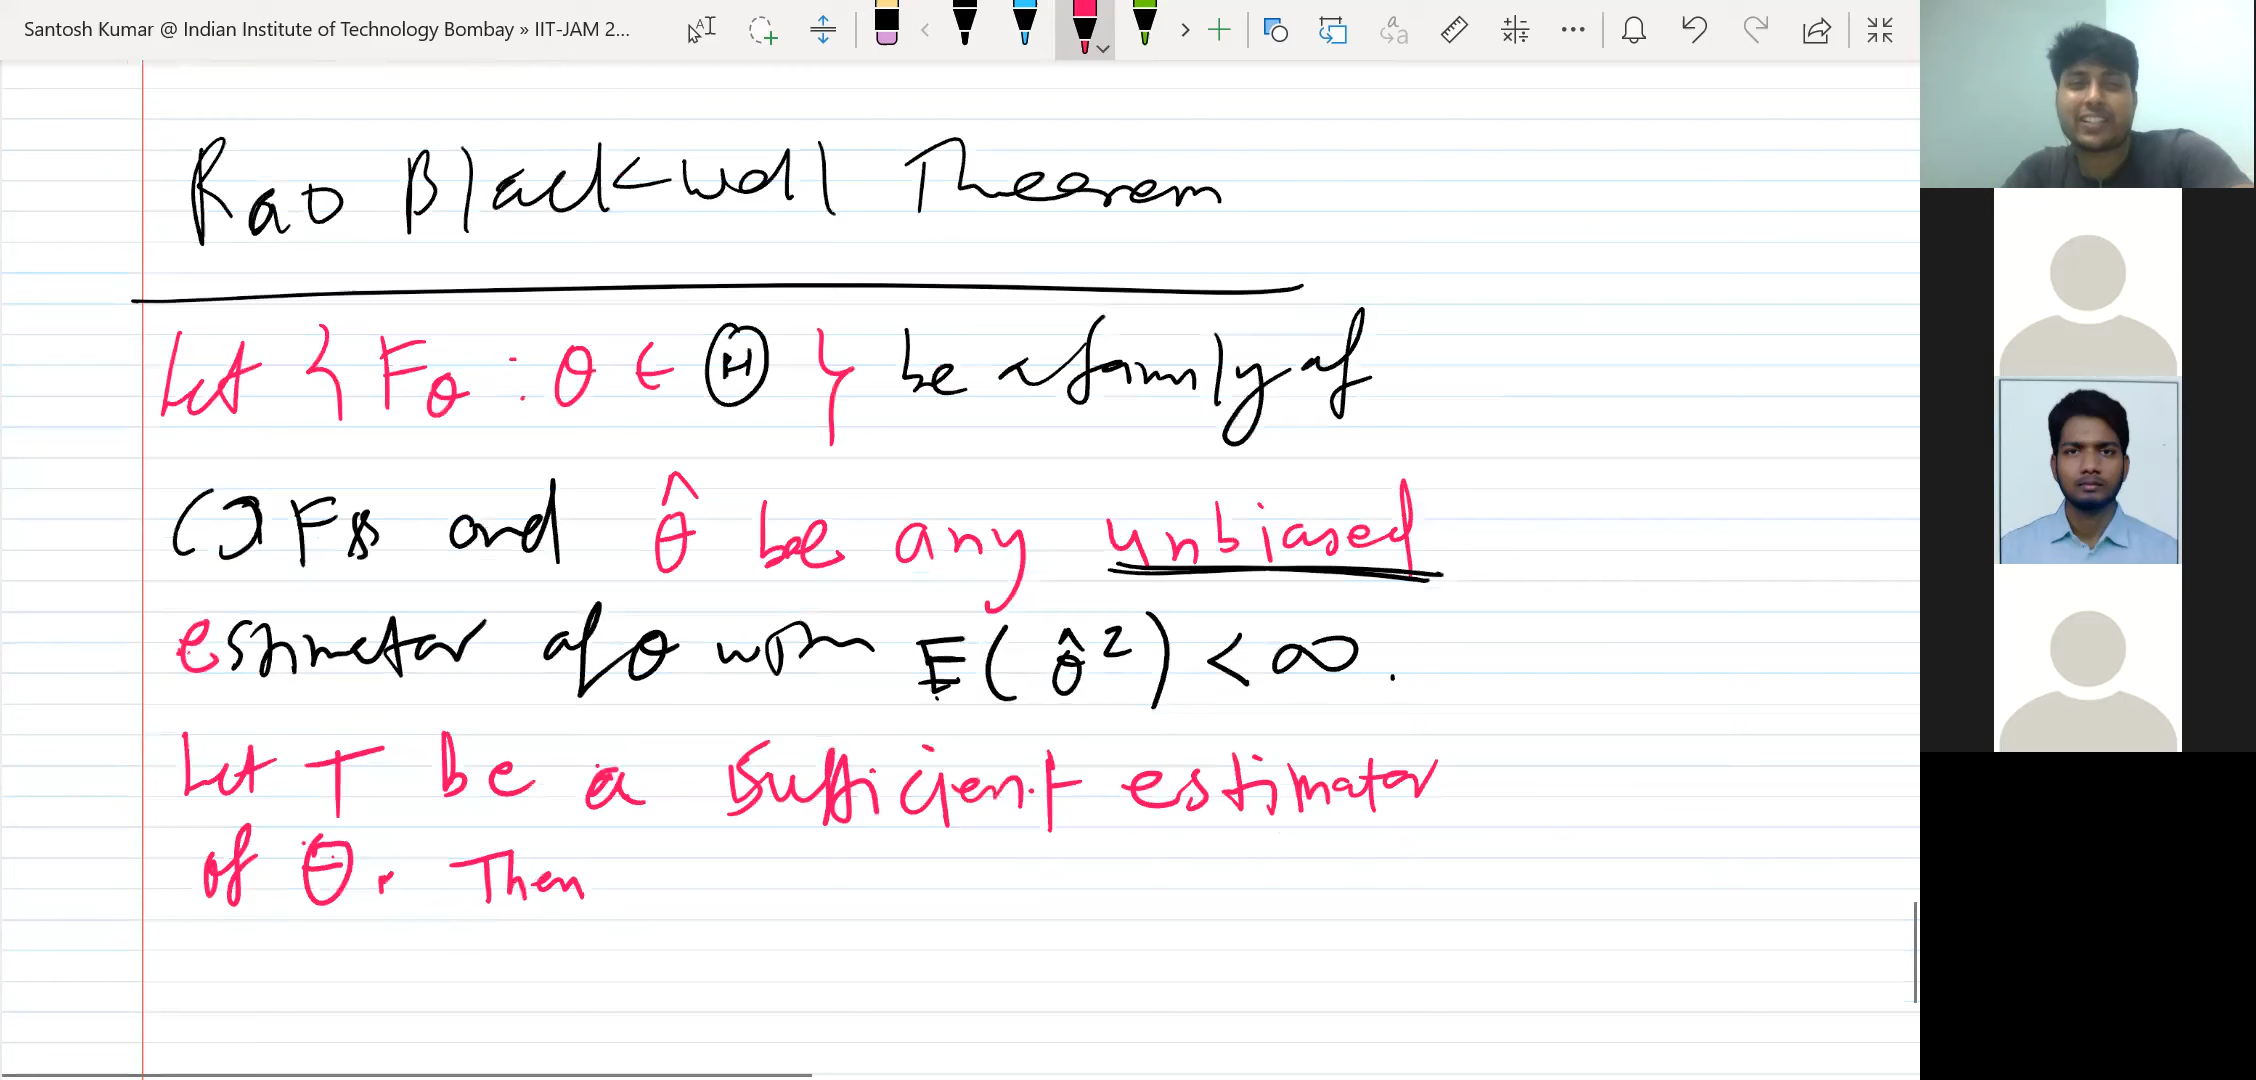 Santosh Kumar @ Indian Institute of Technology Bombay » IIT-JAM 2...
Rao Blackwell Theorem
Let { Fθ : θ ∈ Ⓗ } be a family of
CDFs and θ̂ be any unbiased
estimator of θ with E(θ̂²) < ∞.
Let T be a sufficient estimator
of θ. Then